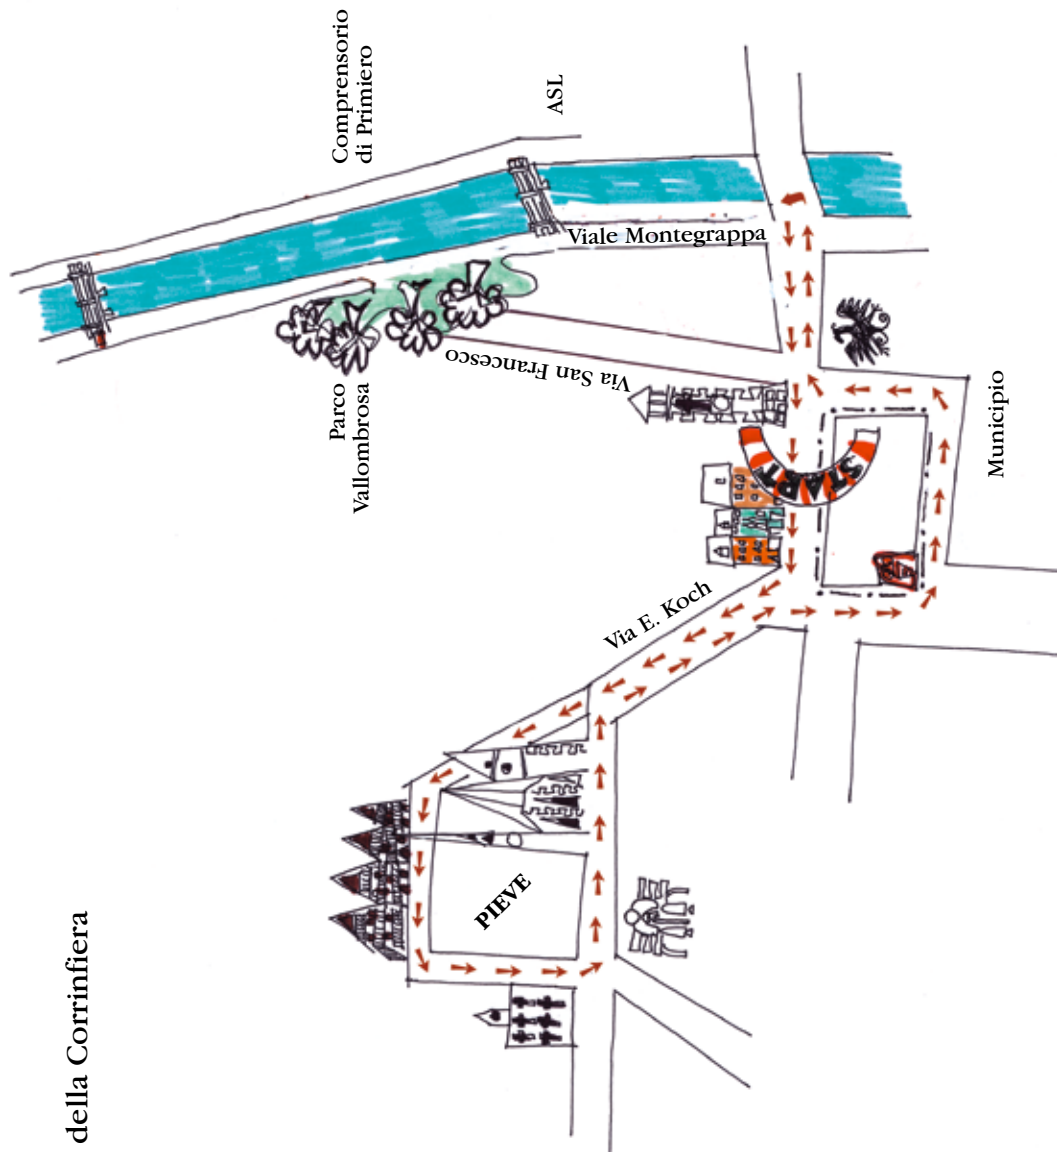 della Corrinfiera
Comprensorio
di Primiero
ASL
Viale Montegrappa
Via San Francesco
Parco
Vallombrosa
START
Municipio
Via E. Koch
PIEVE